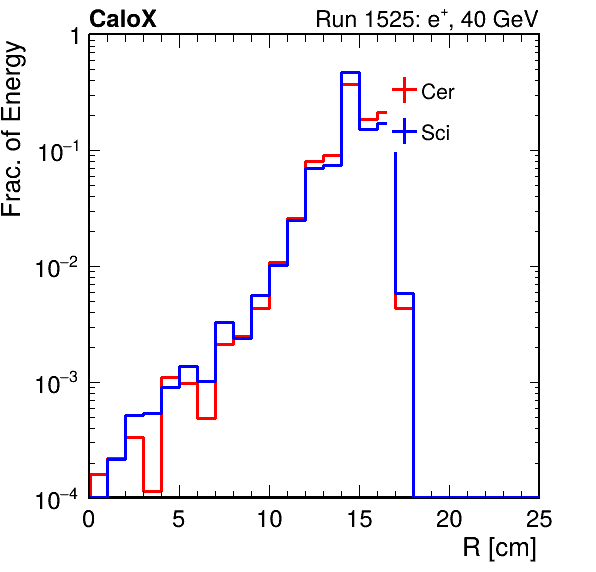 CaloX Run 1525: e⁺, 40 GeV
Frac. of Energy
1
10⁻¹
10⁻²
10⁻³
10⁻⁴
Cer
Sci
0 5 10 15 20 25
R [cm]